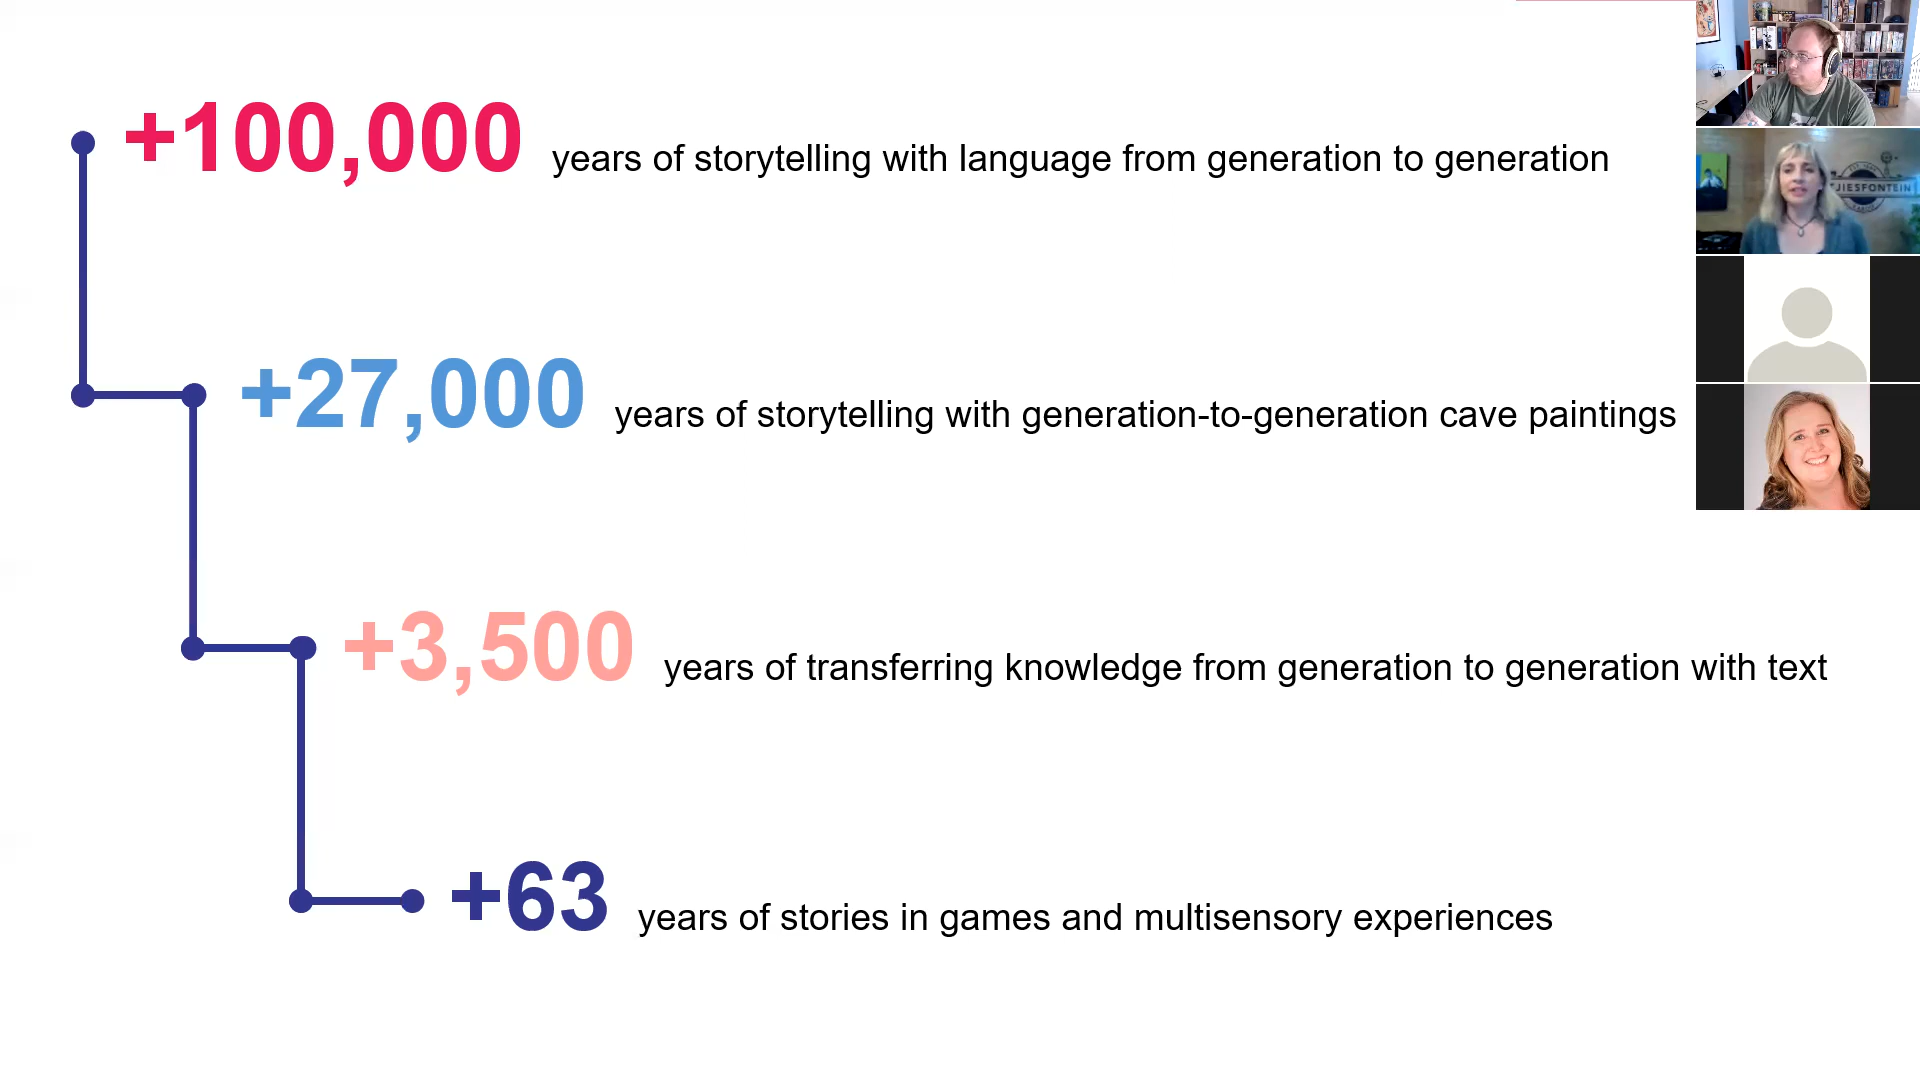 +100,000 years of storytelling with language from generation to generation
JIESFONTEIN
+27,000 years of storytelling with generation-to-generation cave paintings
+3,500 years of transferring knowledge from generation to generation with text
+63 years of stories in games and multisensory experiences